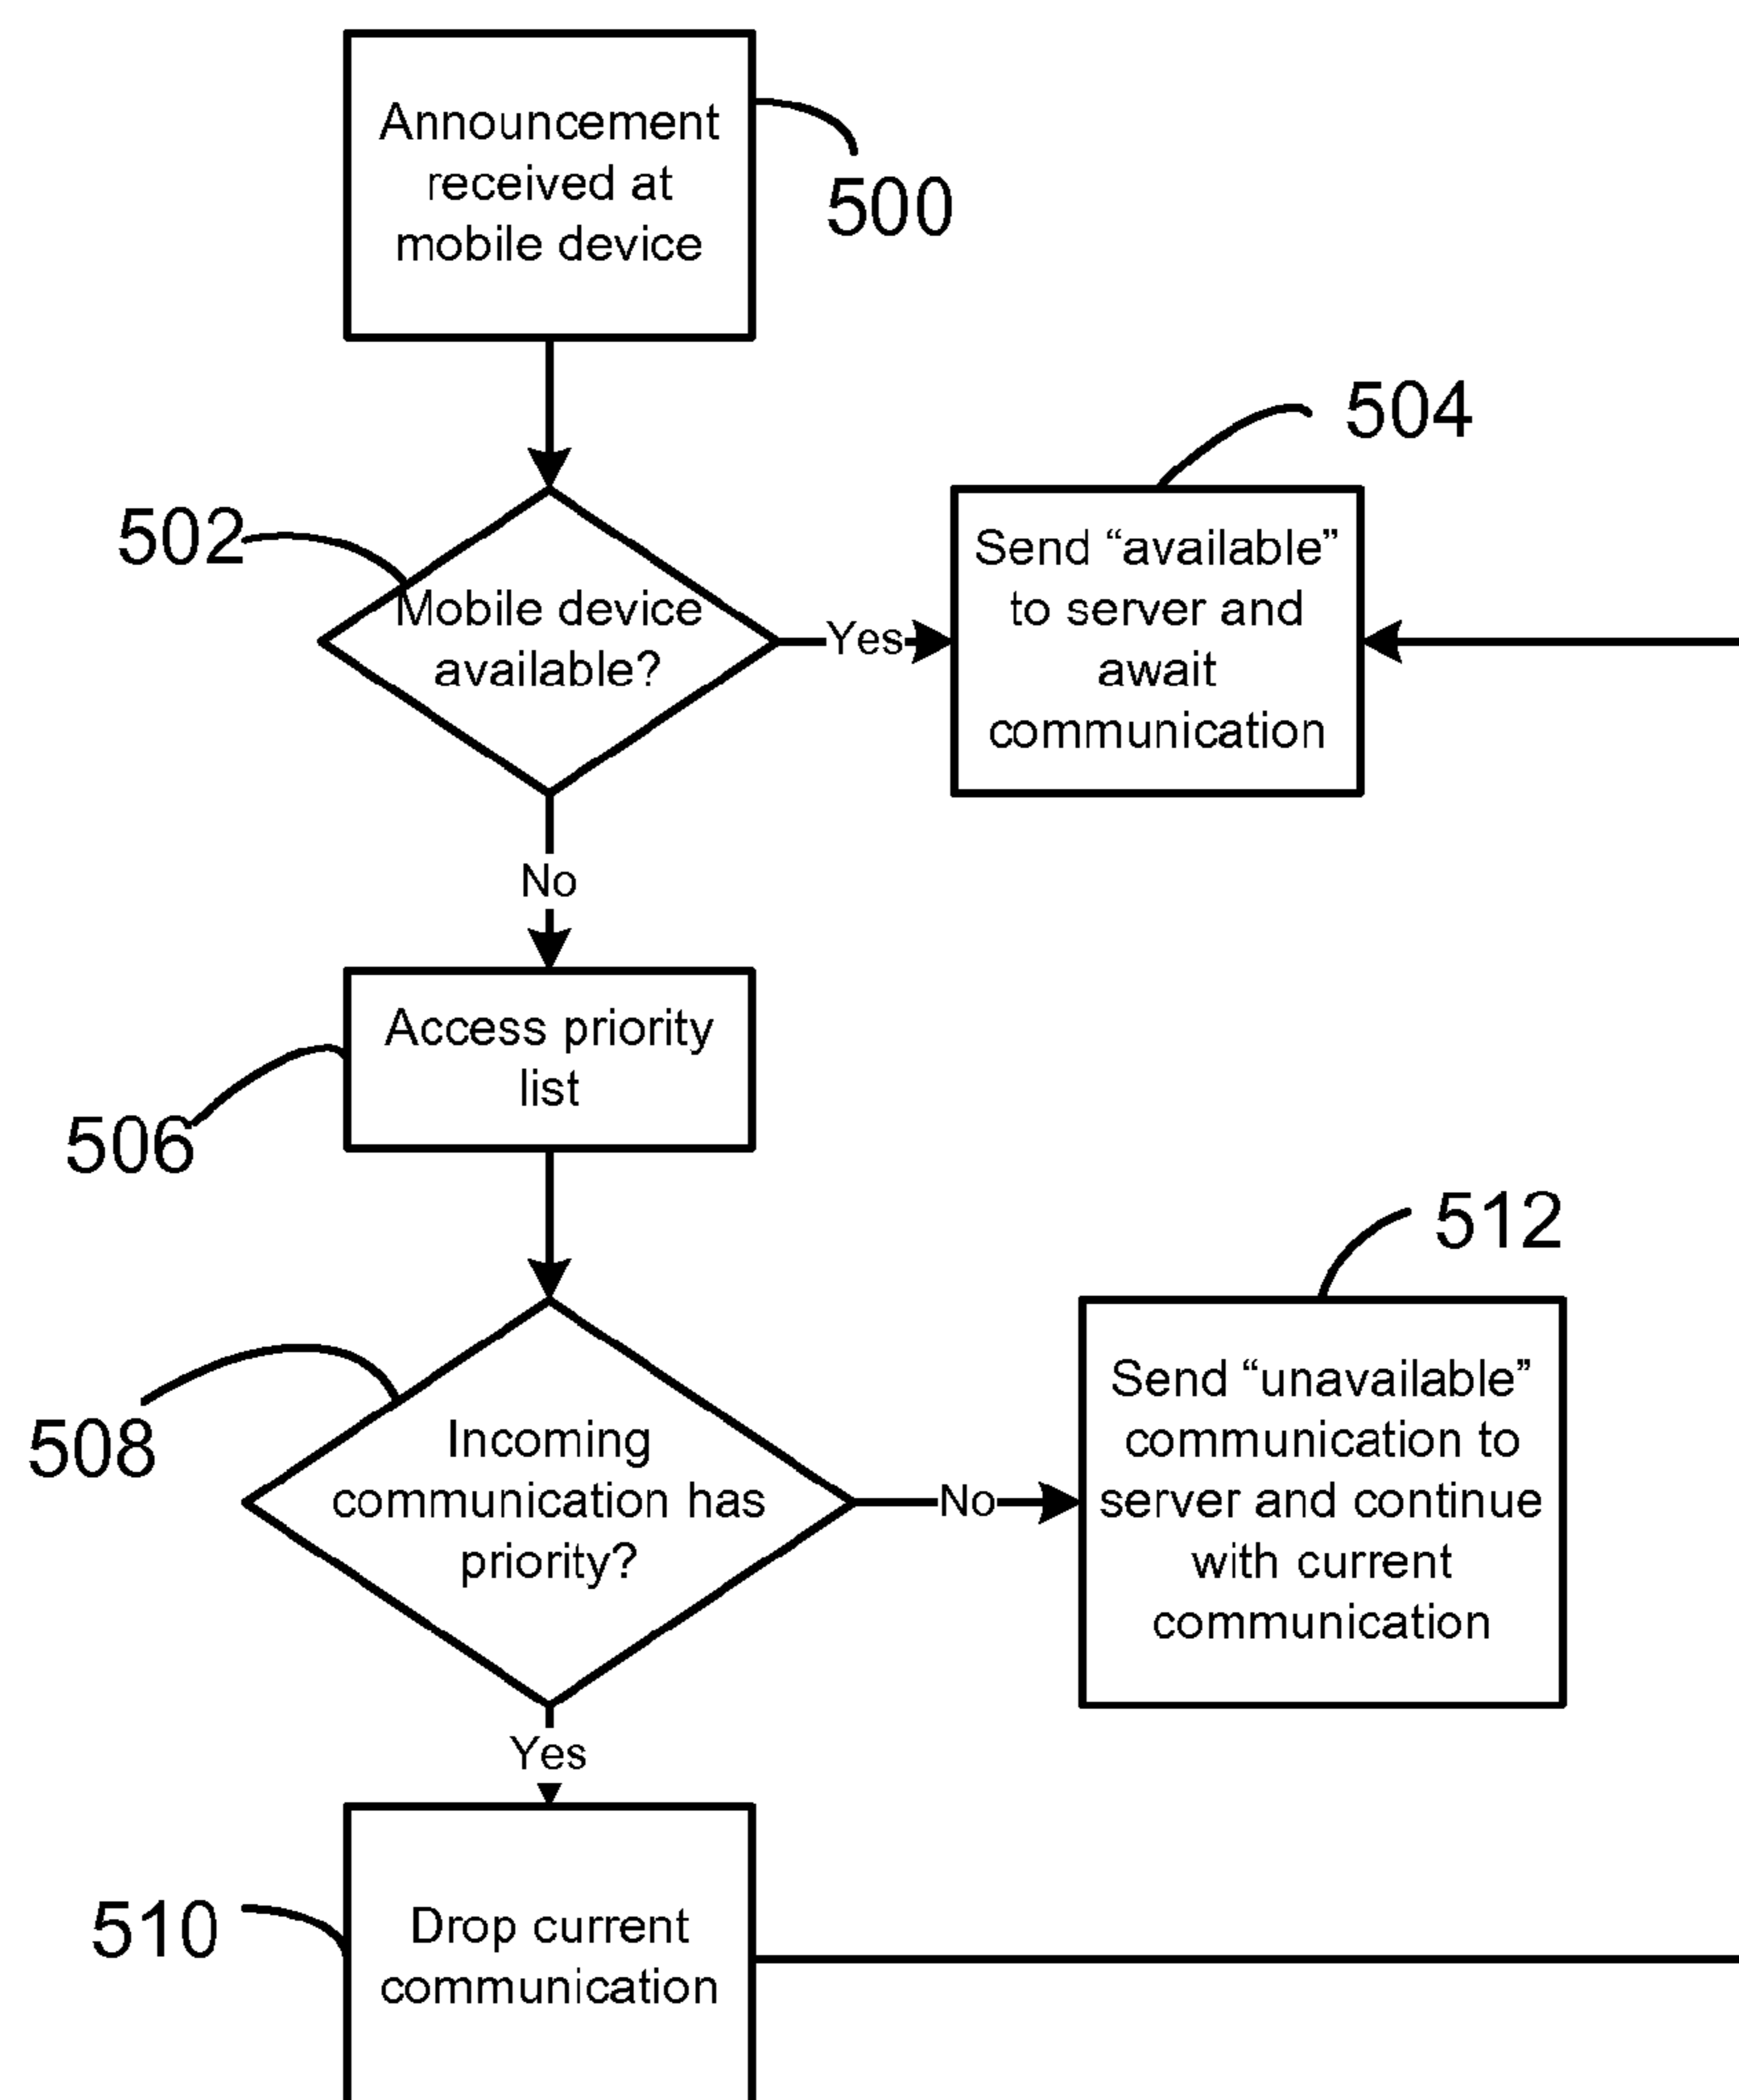 Announcement
received at
mobile device
500
504
502
Mobile device
available?
Yes
Send “available”
to server and
await
communication
No
Access priority
list
506
512
508
Incoming
communication has
priority?
No
Send “unavailable”
communication to
server and continue
with current
communication
Yes
510
Drop current
communication